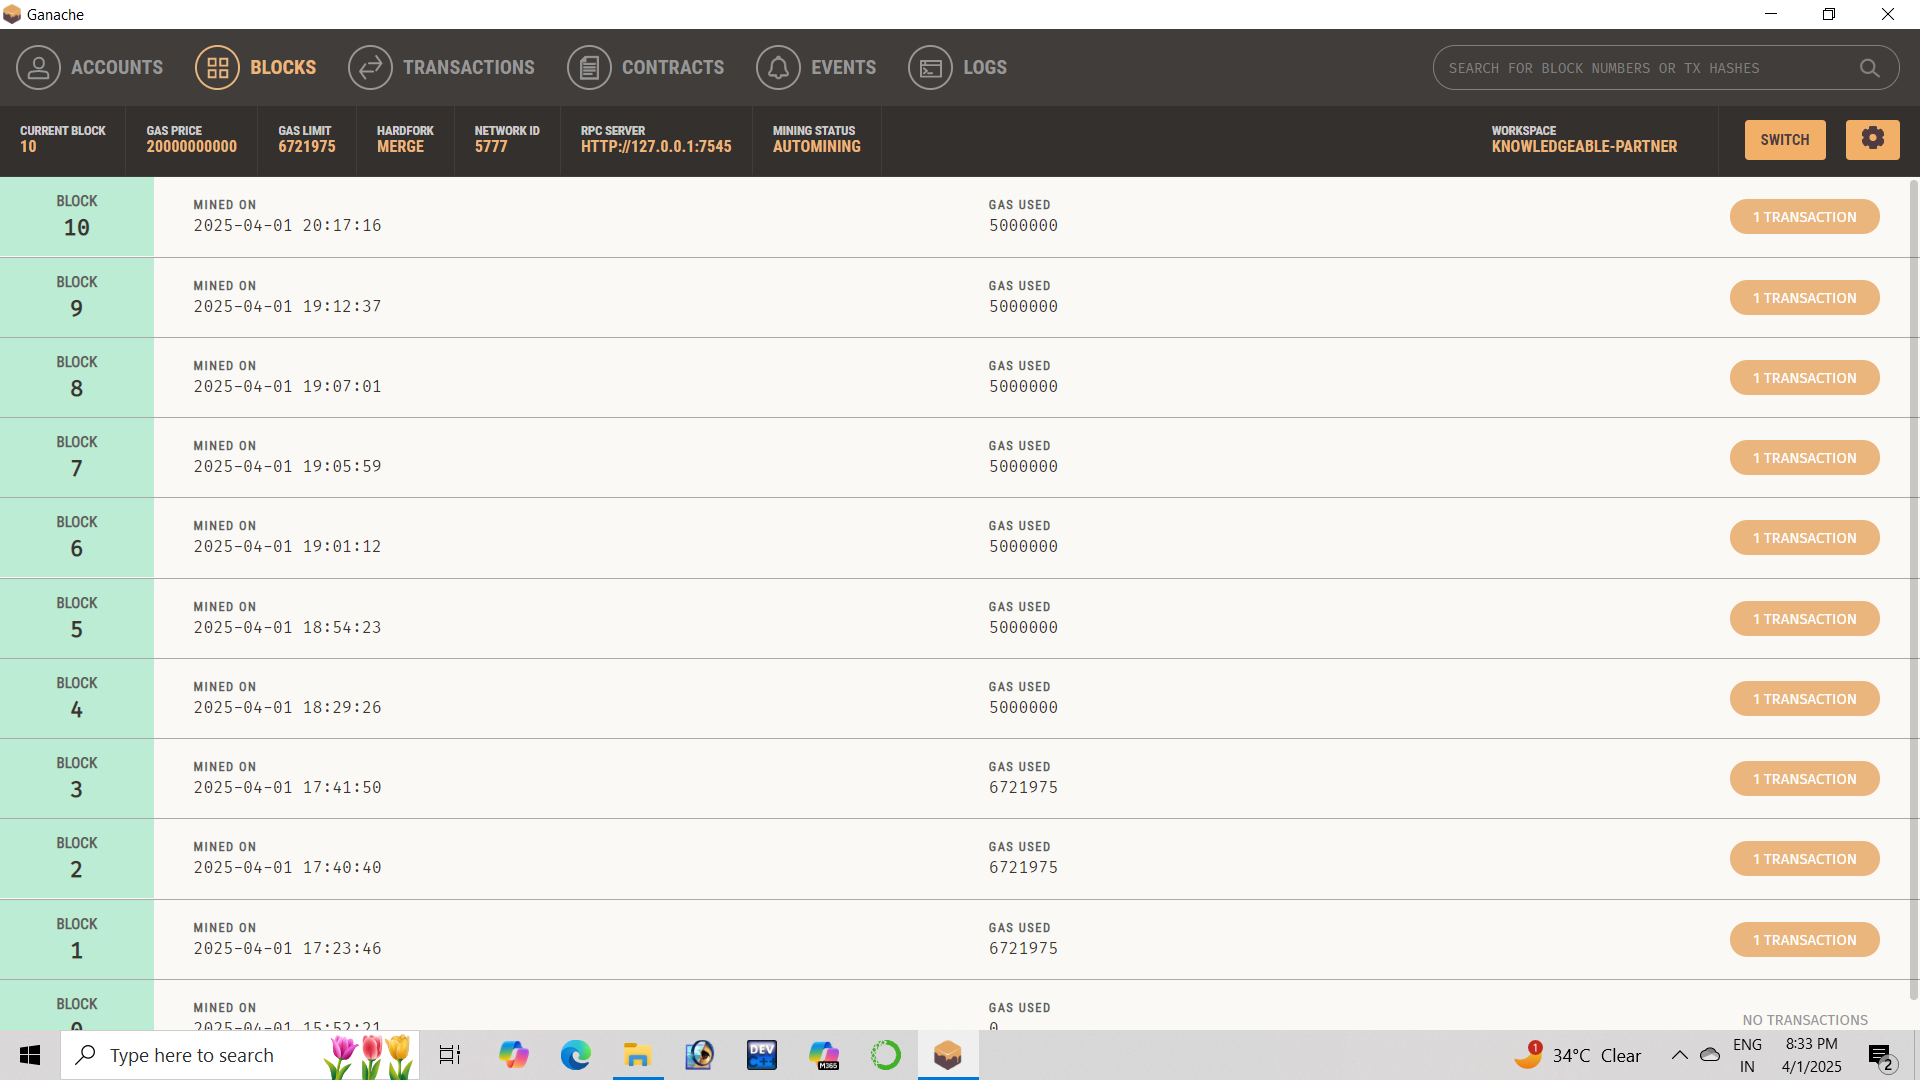 Ganache
ACCOUNTS BLOCKS TRANSACTIONS CONTRACTS EVENTS LOGS SEARCH FOR BLOCK NUMBERS OR TX HASHES
CURRENT BLOCK GAS PRICE GAS LIMIT HARDFORK NETWORK ID RPC SERVER MINING STATUS WORKSPACE SWITCH
10 20000000000 6721975 MERGE 5777 HTTP://127.0.0.1:7545 AUTOMINING KNOWLEDGEABLE-PARTNER
BLOCK MINED ON GAS USED 1 TRANSACTION
10 2025-04-01 20:17:16 5000000
BLOCK MINED ON GAS USED 1 TRANSACTION
9 2025-04-01 19:12:37 5000000
BLOCK MINED ON GAS USED 1 TRANSACTION
8 2025-04-01 19:07:01 5000000
BLOCK MINED ON GAS USED 1 TRANSACTION
7 2025-04-01 19:05:59 5000000
BLOCK MINED ON GAS USED 1 TRANSACTION
6 2025-04-01 19:01:12 5000000
BLOCK MINED ON GAS USED 1 TRANSACTION
5 2025-04-01 18:54:23 5000000
BLOCK MINED ON GAS USED 1 TRANSACTION
4 2025-04-01 18:29:26 5000000
BLOCK MINED ON GAS USED 1 TRANSACTION
3 2025-04-01 17:41:50 6721975
BLOCK MINED ON GAS USED 1 TRANSACTION
2 2025-04-01 17:40:40 6721975
BLOCK MINED ON GAS USED 1 TRANSACTION
1 2025-04-01 17:23:46 6721975
BLOCK MINED ON GAS USED NO TRANSACTIONS
0 2025-04-01 15:52:21 0
Type here to search DEV C++ M365 1 34°C Clear ENG 8:33 PM
IN 4/1/2025 2